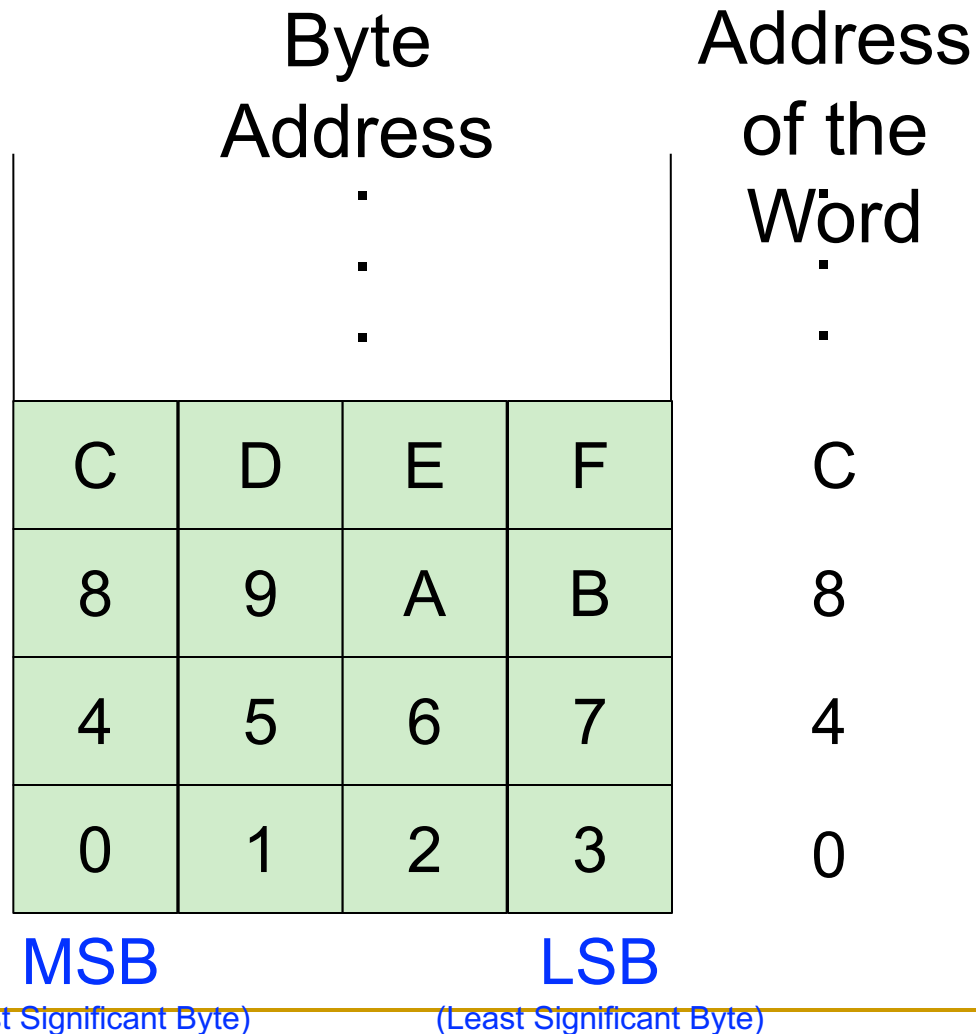 Byte
Address
Address
of the
Word
C D E F C
8 9 A B 8
4 5 6 7 4
0 1 2 3 0
MSB LSB
Significant Byte) (Least Significant Byte)